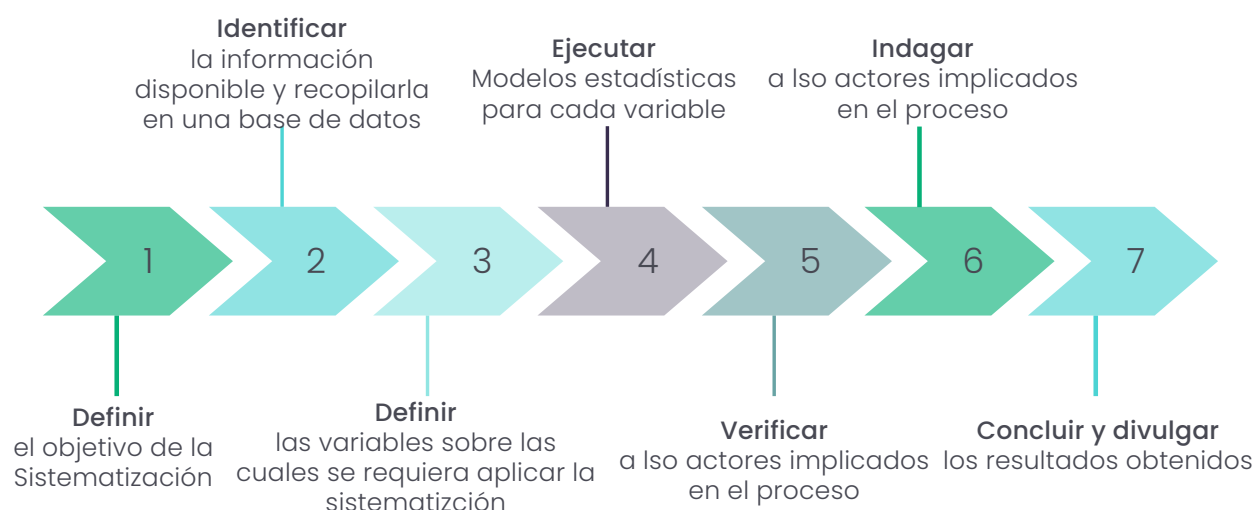 Identificar
la información
disponible y recopilarla
en una base de datos
Ejecutar
Modelos estadísticas
para cada variable
Indagar
a lso actores implicados
en el proceso
1
2
3
4
5
6
7
Definir
el objetivo de la
Sistematización
Definir
las variables sobre las
cuales se requiera aplicar la
sistematizción
Verificar
a lso actores implicados
en el proceso
Concluir y divulgar
los resultados obtenidos